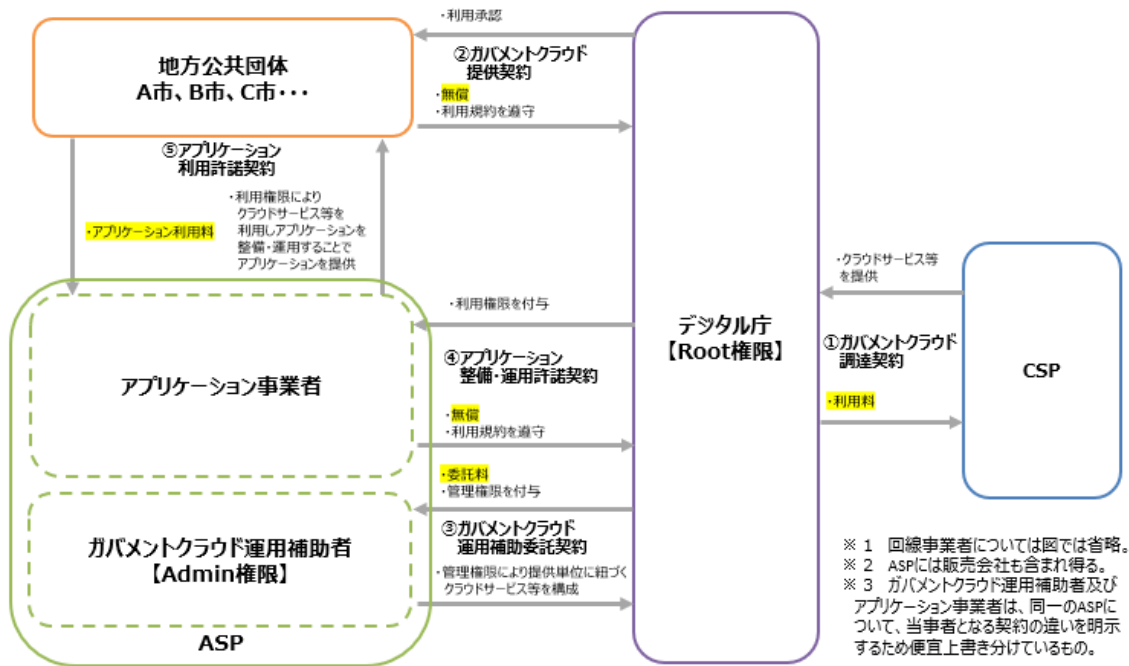 ・利用承認
地方公共団体
A市、B市、C市・・・
②ガバメントクラウド
提供契約
・無償
・利用規約を遵守
⑤アプリケーション
利用許諾契約
・アプリケーション利用料
・利用権限により
クラウドサービス等を
利用しアプリケーションを
整備・運用することで
アプリケーションを提供
・利用権限を付与
④アプリケーション
整備・運用許諾契約
・無償
・利用規約を遵守
アプリケーション事業者
・委託料
・管理権限を付与
③ガバメントクラウド
運用補助委託契約
・管理権限により提供単位に紐づく
クラウドサービス等を構成
ガバメントクラウド運用補助者
【Admin権限】
ASP
デジタル庁
【Root権限】
・クラウドサービス等
を提供
①ガバメントクラウド
調達契約
・利用料
CSP
※１　回線事業者については図では省略。
※２　ASPには販売会社も含まれ得る。
※３　ガバメントクラウド運用補助者及び
アプリケーション事業者は、同一のASPに
ついて、当事者となる契約の違いを明示
するため便宜上書き分けているもの。